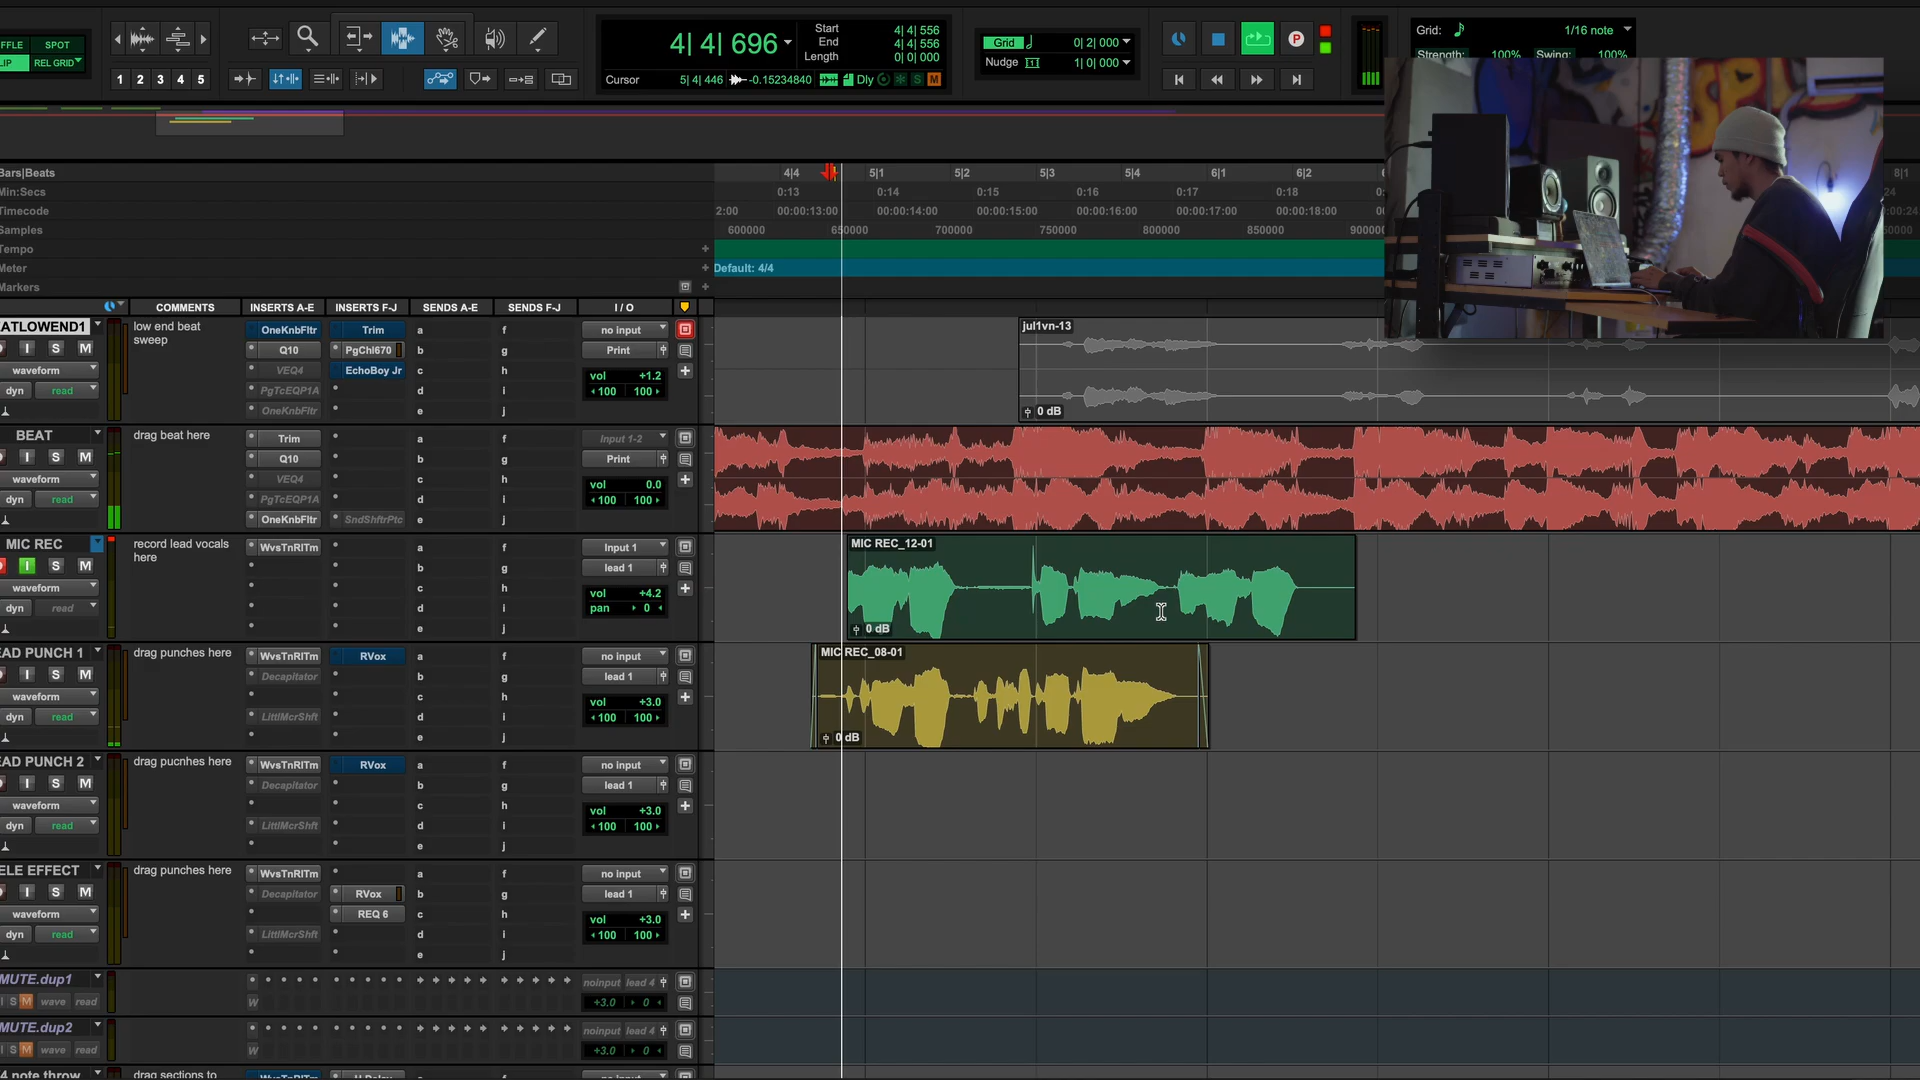 FFLE SPOT
LIP REL GRID
1 2 3 4 5
4| 4| 696
Start 4| 4| 556
End 4| 4| 556
Length 0| 0| 000
Cursor 5| 4| 446 -0.15234840 Dly S M
Grid 0| 2| 000
Nudge 1| 0| 000
P
Grid: 1/16 note
Strength: 100% Swing: 100%
Bars|Beats 4|4 5|1 5|2 5|3 5|4 6|1 6|2 8|1
Min:Secs 0:13 0:14 0:15 0:16 0:17 0:18
Timecode 2:00 00:00:13:00 00:00:14:00 00:00:15:00 00:00:16:00 00:00:17:00 00:00:18:00
Samples 600000 650000 700000 750000 800000 850000 900000
Tempo +
Meter + Default: 4/4
Markers +
COMMENTS INSERTS A-E INSERTS F-J SENDS A-E SENDS F-J I / O
ATLOWEND1 low end beat sweep OneKnbFltr Trim a f no input
I S M Q10 PgChl670 b g Print
waveform VEQ4 EchoBoy Jr c h vol +1.2
dyn read PgTcEQP1A d i 100 100
OneKnbFltr e j
jul1vn-13
0 dB
BEAT drag beat here Trim a f Input 1-2
I S M Q10 b g Print
waveform VEQ4 c h vol 0.0
dyn read PgTcEQP1A d i 100 100
OneKnbFltr SndShftrPtc e j
MIC REC record lead vocals here WvsTnRlTm a f Input 1
I S M b g lead 1
waveform c h vol +4.2
dyn read d i pan 0
e j
MIC REC_12-01
0 dB
EAD PUNCH 1 drag punches here WvsTnRlTm RVox a f no input
I S M Decapitator b g lead 1
waveform c h vol +3.0
dyn read LittlMcrShft d i 100 100
e j
MIC REC_08-01
0 dB
EAD PUNCH 2 drag pucnhes here WvsTnRlTm RVox a f no input
I S M Decapitator b g lead 1
waveform c h vol +3.0
dyn read LittlMcrShft d i 100 100
e j
ELE EFFECT drag punches here WvsTnRlTm a f no input
I S M Decapitator RVox b g lead 1
waveform REQ 6 c h vol +3.0
dyn read LittlMcrShft d i 100 100
e j
MUTE.dup1 noinput lead 4
I S M wave read W +3.0 0
MUTE.dup2 noinput lead 4
I S M wave read W +3.0 0
4 note throw drag sections to